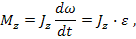 M_z = J_z dω/dt = J_z · ε ,